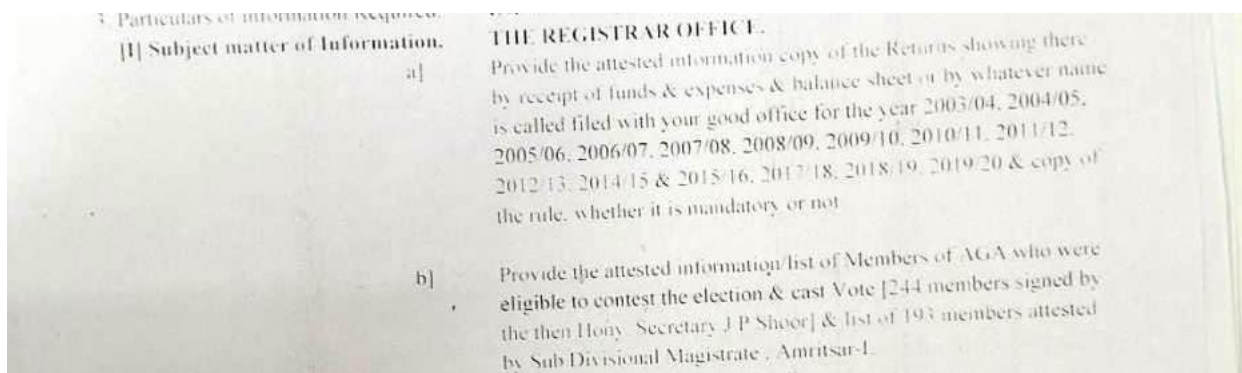 3. Particulars of information Required.
[I] Subject matter of Information.
THE REGISTRAR OFFICE.
a]
Provide the attested information copy of the Returns showing there
by receipt of funds & expenses & balance sheet or by whatever name
is called filed with your good office for the year 2003/04, 2004/05,
2005/06, 2006/07, 2007/08, 2008/09, 2009/10, 2010/11, 2011/12,
2012/13, 2014/15 & 2015/16, 2017/18, 2018/19, 2019/20 & copy of
the rule, whether it is mandatory or not
b]
Provide the attested information/list of Members of AGA who were
eligible to contest the election & cast Vote [244 members signed by
the then Hony. Secretary J P Shoor] & list of 193 members attested
by Sub Divisional Magistrate , Amritsar-I.